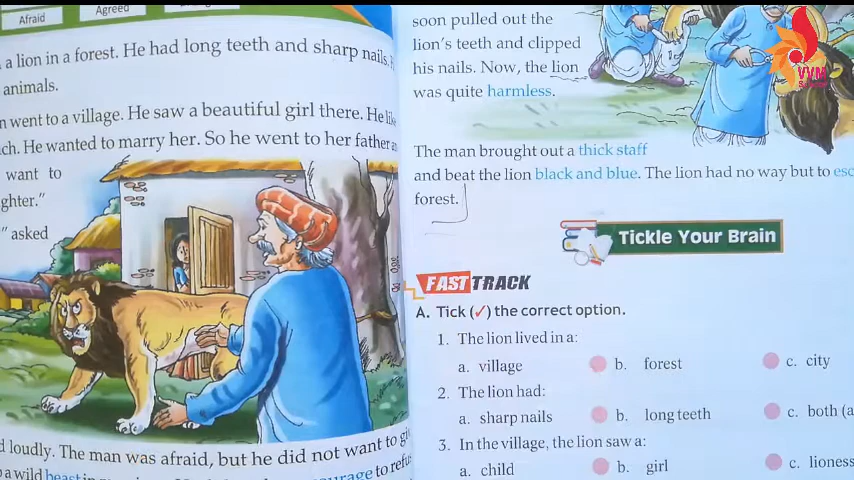 Afraid
Agreed
a lion in a forest. He had long teeth and sharp nails.
animals.
went to a village. He saw a beautiful girl there. He
He wanted to marry her. So he went to her father
want to
asked
loudly. The man was afraid, but he did not want to
a wild beast
to
soon pulled out the
lion's teeth and clipped
his nails. Now, the lion
was quite harmless.
The man brought out a thick staff
and beat the lion black and blue. The lion had no way but to
forest.
Tickle Your Brain
FAST TRACK
A. Tick (✓) the correct option.
1. The lion lived in a:
a. village b. forest c. city
2. The lion had:
a. sharp nails b. long teeth c. both (a
3. In the village, the lion saw a:
a. child b. girl c. lioness
VVM